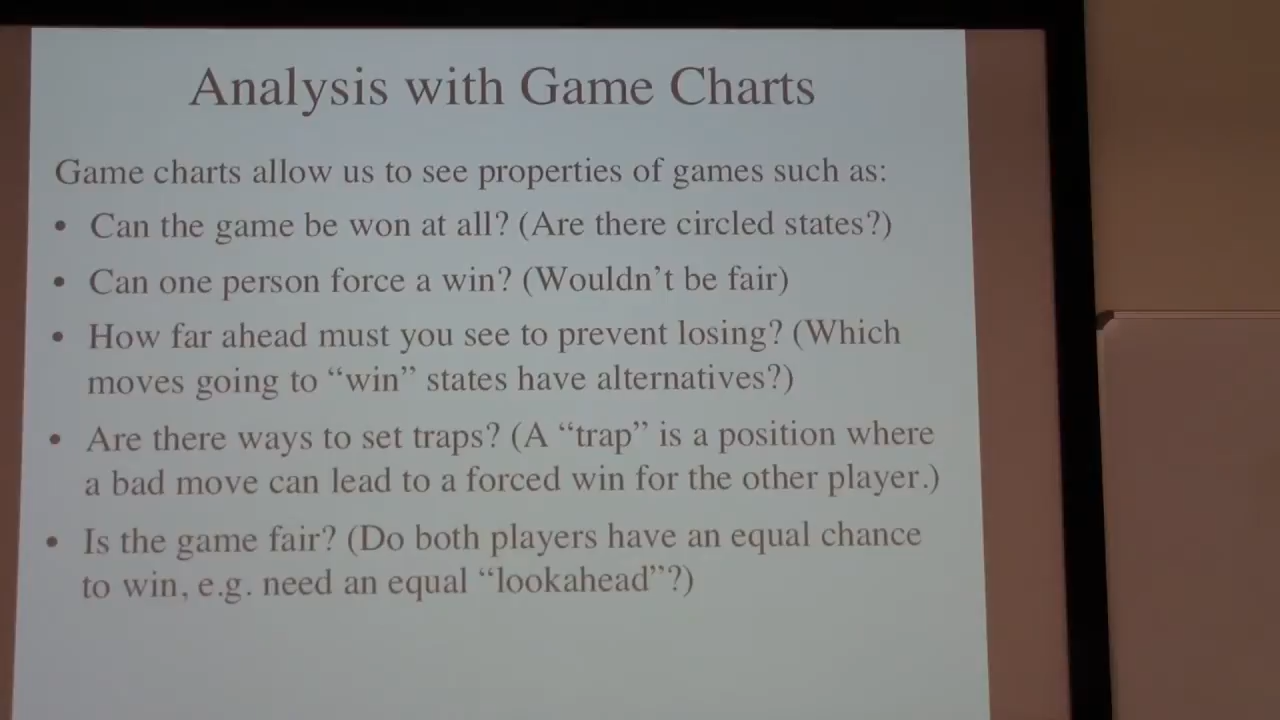 Analysis with Game Charts
Game charts allow us to see properties of games such as:
• Can the game be won at all? (Are there circled states?)
• Can one person force a win? (Wouldn't be fair)
• How far ahead must you see to prevent losing? (Which
moves going to “win” states have alternatives?)
• Are there ways to set traps? (A “trap” is a position where
a bad move can lead to a forced win for the other player.)
• Is the game fair? (Do both players have an equal chance
to win, e.g. need an equal “lookahead”?)